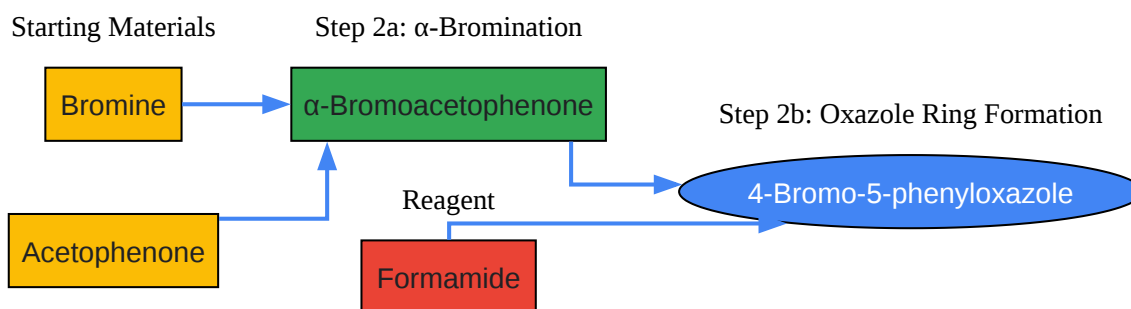 Starting Materials
Step 2a: α-Bromination
Bromine
α-Bromoacetophenone
Step 2b: Oxazole Ring Formation
4-Bromo-5-phenyloxazole
Reagent
Acetophenone
Formamide